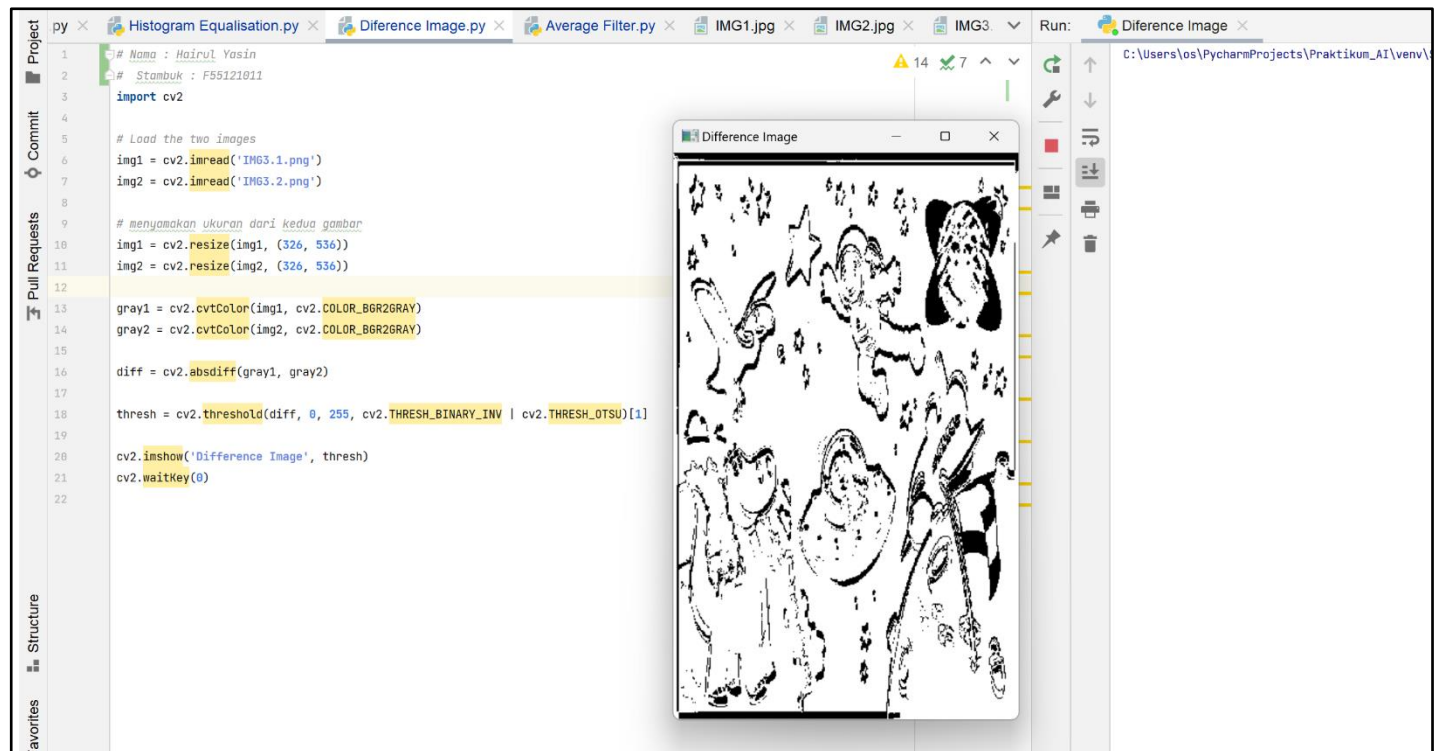 py Histogram Equalisation.py Diference Image.py Average Filter.py IMG1.jpg IMG2.jpg IMG3. Run: Diference Image
Project
Commit
Pull Requests
Structure
avorites
14 7
C:\Users\os\PycharmProjects\Praktikum_AI\venv\
1 # Nama : Hairul Yasin
2 # Stambuk : F55121011
3 import cv2
4
5 # Load the two images
6 img1 = cv2.imread('IMG3.1.png')
7 img2 = cv2.imread('IMG3.2.png')
8
9 # menyamakan ukuran dari kedua gambar
10 img1 = cv2.resize(img1, (326, 536))
11 img2 = cv2.resize(img2, (326, 536))
12
13 gray1 = cv2.cvtColor(img1, cv2.COLOR_BGR2GRAY)
14 gray2 = cv2.cvtColor(img2, cv2.COLOR_BGR2GRAY)
15
16 diff = cv2.absdiff(gray1, gray2)
17
18 thresh = cv2.threshold(diff, 0, 255, cv2.THRESH_BINARY_INV | cv2.THRESH_OTSU)[1]
19
20 cv2.imshow('Difference Image', thresh)
21 cv2.waitKey(0)
22
Difference Image